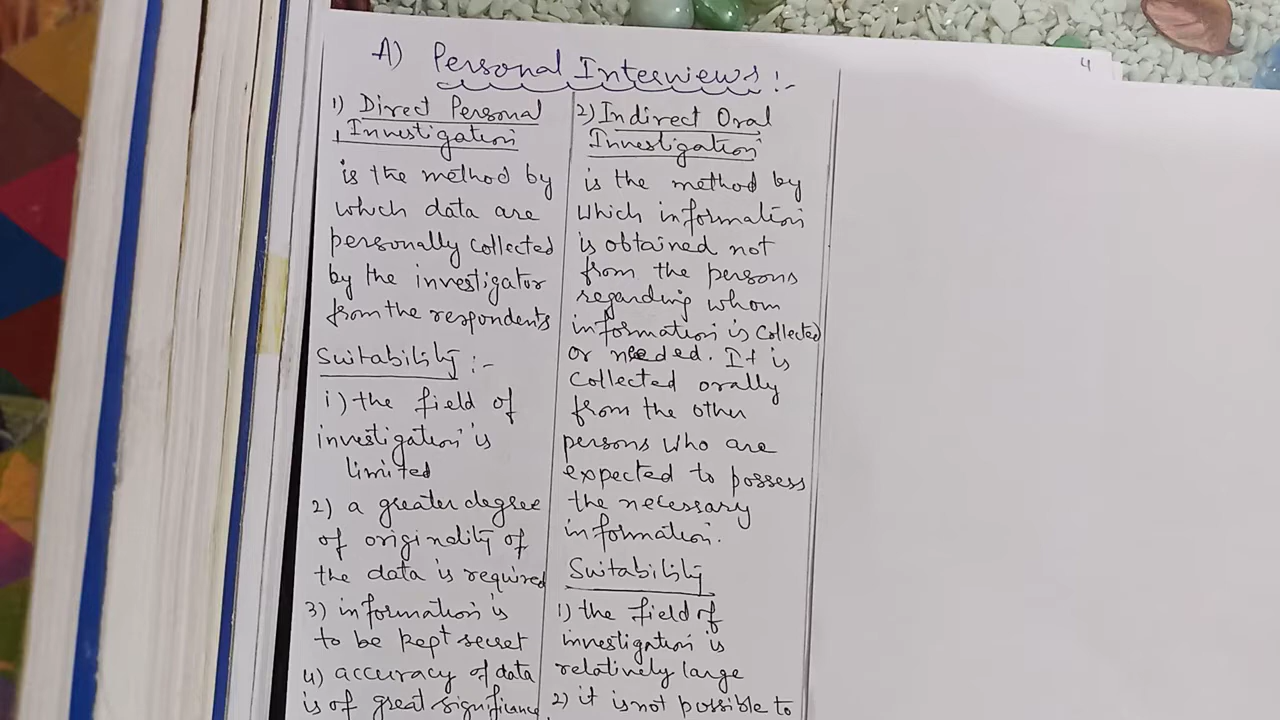 4
A) Personal Interviews :-
1) Direct Personal
Investigation
is the method by
which data are
personally collected
by the investigator
from the respondents
Suitability :-
i) the field of
investigation is
limited
2) a greater degree
of originality of
the data is required
3) information is
to be kept secret
4) accuracy of data
is of great significance
2) Indirect Oral
Investigation
is the method by
which information
is obtained not
from the persons
regarding whom
information is collected
or needed. It is
collected orally
from the other
persons who are
expected to possess
the necessary
information.
Suitability
1) the field of
investigation is
relatively large
2) it is not possible to